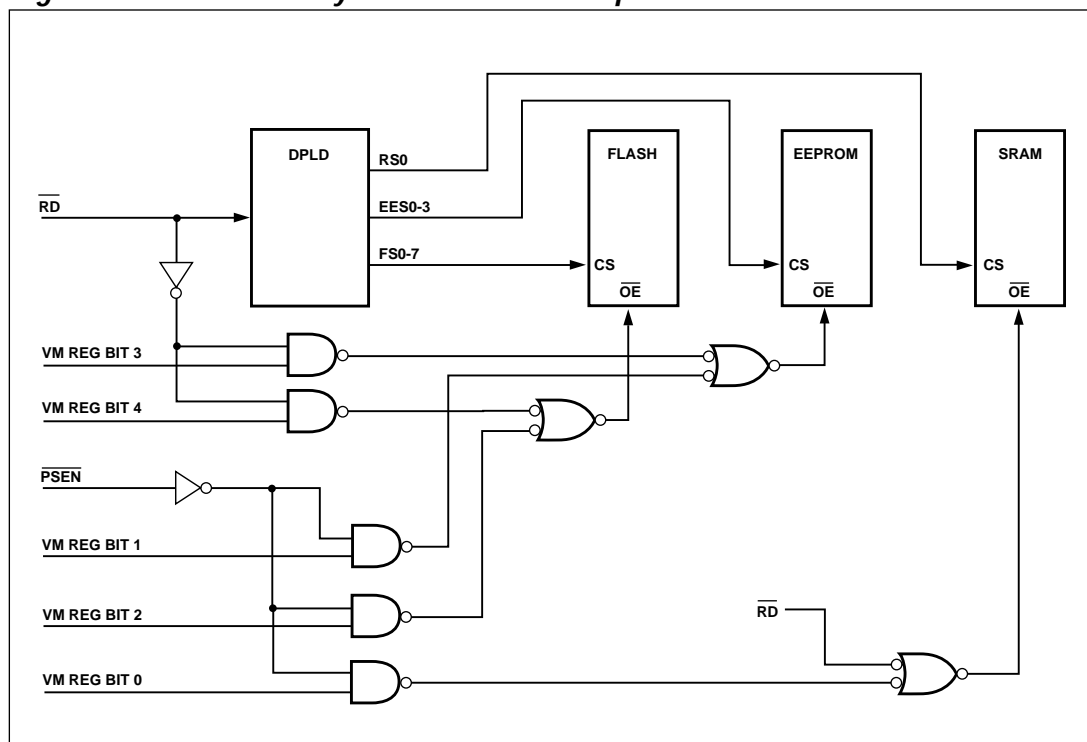 DPLD
RS0
EES0-3
FS0-7
FLASH
CS
OE
EEPROM
CS
OE
SRAM
CS
OE
RD
VM REG BIT 3
VM REG BIT 4
PSEN
VM REG BIT 1
VM REG BIT 2
VM REG BIT 0
RD